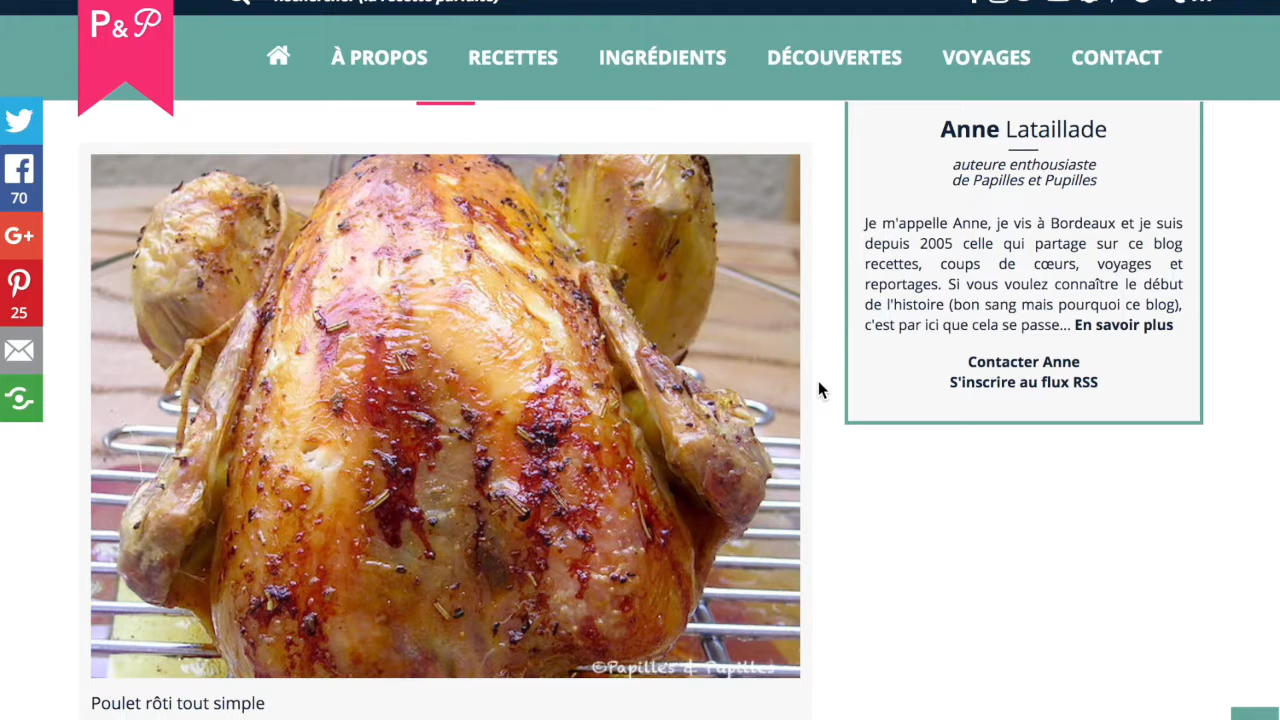 Rechercher (la recette parfaite)
P & P
À PROPOS
RECETTES
INGRÉDIENTS
DÉCOUVERTES
VOYAGES
CONTACT
70
G+
25
©Papilles & Pupilles
Poulet rôti tout simple
Anne Lataillade
auteure enthousiaste
de Papilles et Pupilles
Je m'appelle Anne, je vis à Bordeaux et je suis
depuis 2005 celle qui partage sur ce blog
recettes, coups de cœurs, voyages et
reportages. Si vous voulez connaître le début
de l'histoire (bon sang mais pourquoi ce blog),
c'est par ici que cela se passe... En savoir plus
Contacter Anne
S'inscrire au flux RSS